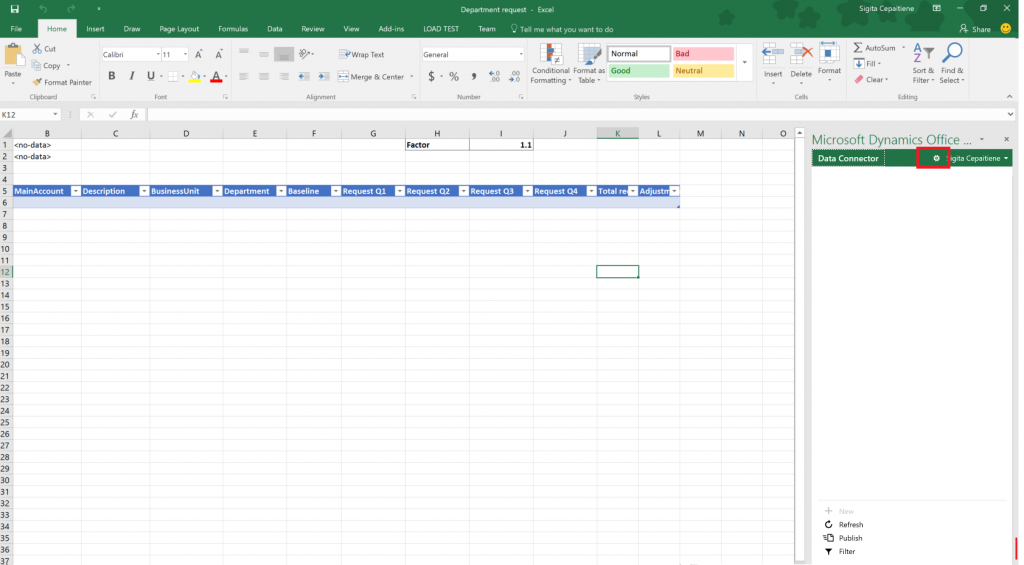 Department request - Excel
Sigita Cepaitiene
File Home Insert Draw Page Layout Formulas Data Review View Add-ins LOAD TEST Team Tell me what you want to do Share
Paste
Cut
Copy
Format Painter
Clipboard
Calibri 11 A A
B I U A
Font
Wrap Text
Merge & Center
Alignment
General
$ % ,
Number
Conditional Formatting
Format as Table
Normal Bad
Good Neutral
Styles
Insert Delete Format
Cells
AutoSum
Fill
Clear
Sort & Filter
Find & Select
Editing
K12 fx
B C D E F G H I J K L M N O
1 <no-data> Factor 1.1
2 <no-data>
3
4
5 MainAccount Description BusinessUnit Department Baseline Request Q1 Request Q2 Request Q3 Request Q4 Total re Adjustm
6
7
8
9
10
11
12
13
14
15
16
17
18
19
20
21
22
23
24
25
26
27
28
29
30
31
32
33
34
35
36
37
Microsoft Dynamics Office ...
Data Connector Sigita Cepaitiene
New
Refresh
Publish
Filter